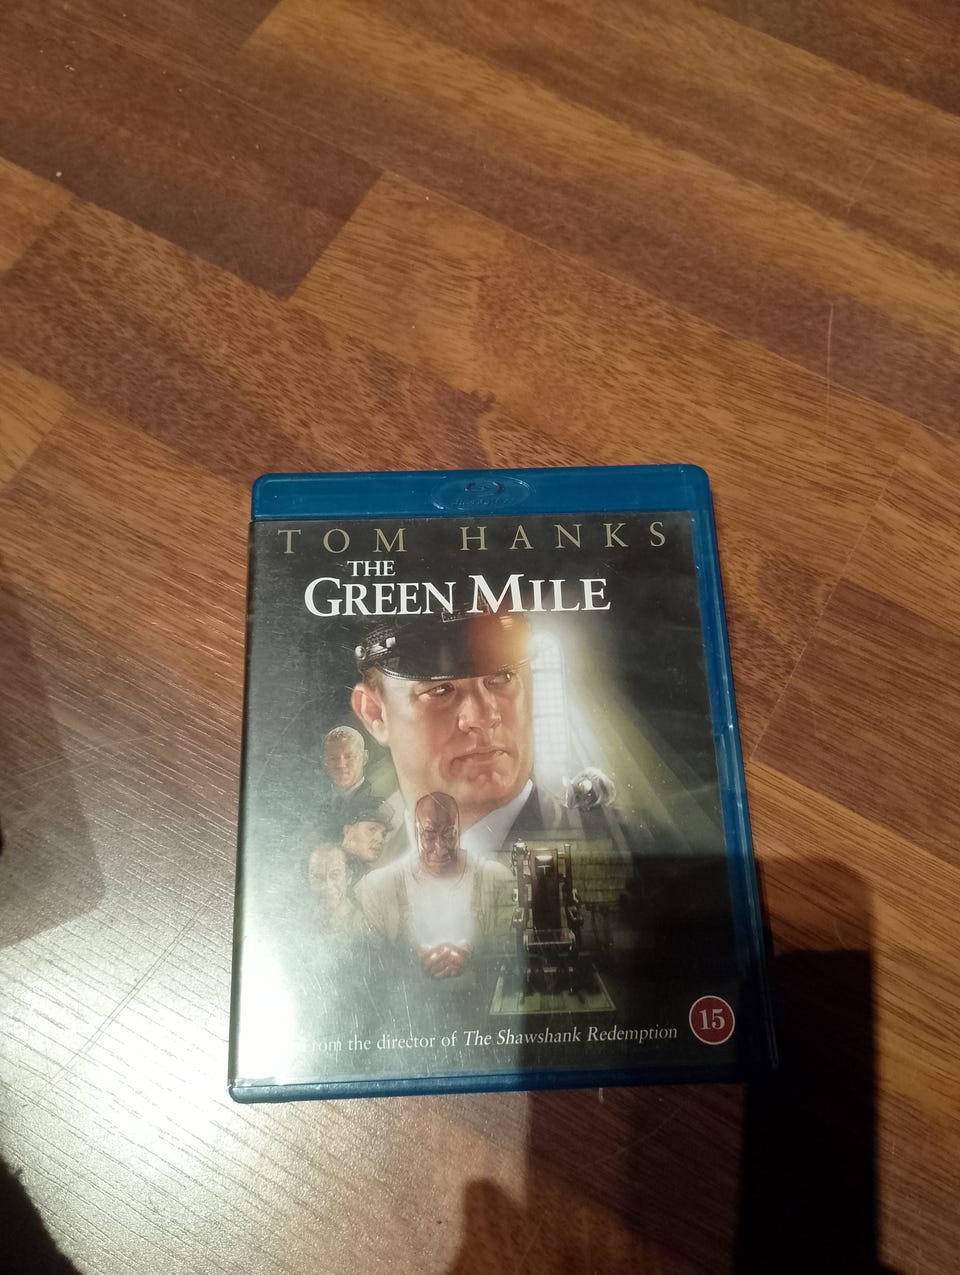 TOM HANKS
THE
GREEN MILE
from the director of The Shawshank Redemption
15